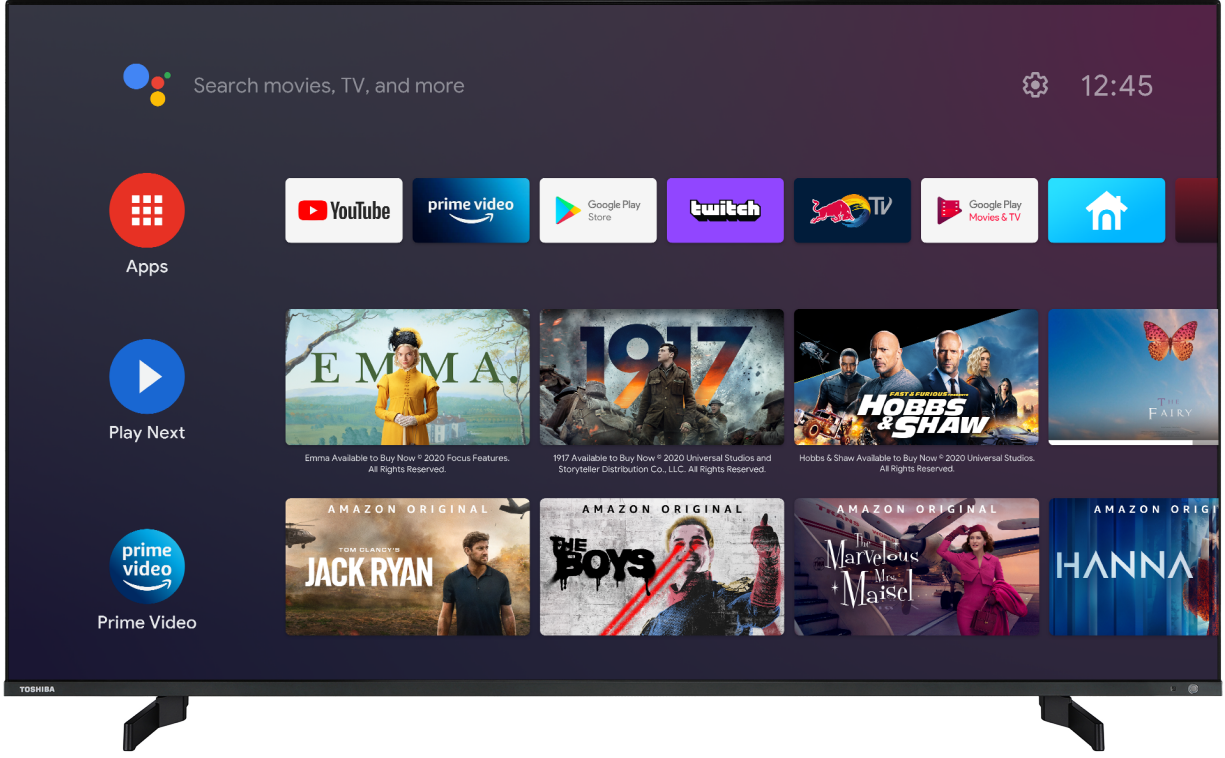 Search movies, TV, and more
12:45
YouTube
prime video
Google Play
Store
twitch
TV
Google Play
Movies & TV
Apps
EMMA.
1917
FAST & FURIOUS PRESENTS
HOBBS
& SHAW
THE
FAIRY
Play Next
Emma Available to Buy Now © 2020 Focus Features.
All Rights Reserved.
1917 Available to Buy Now © 2020 Universal Studios and
Storyteller Distribution Co., LLC. All Rights Reserved.
Hobbs & Shaw Available to Buy Now © 2020 Universal Studios.
All Rights Reserved.
AMAZON ORIGINAL
TOM CLANCY'S
JACK RYAN
AMAZON ORIGINAL
THE
BOYS
AMAZON ORIGINAL
The
Marvelous
Mrs.
Maisel
AMAZON ORIGI
HANNA
prime
video
Prime Video
TOSHIBA